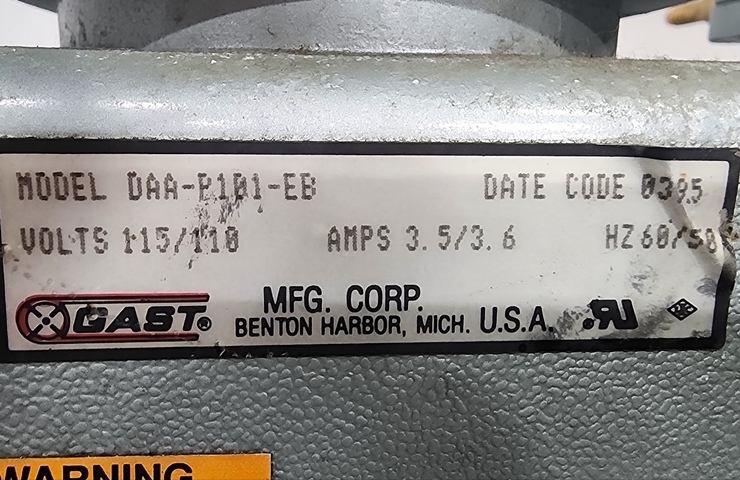 MODEL DAA-P101-EB DATE CODE 0395
VOLTS 115/110 AMPS 3.5/3.6 HZ 60/50
GAST® MFG. CORP.
BENTON HARBOR, MICH. U.S.A.
WARNING